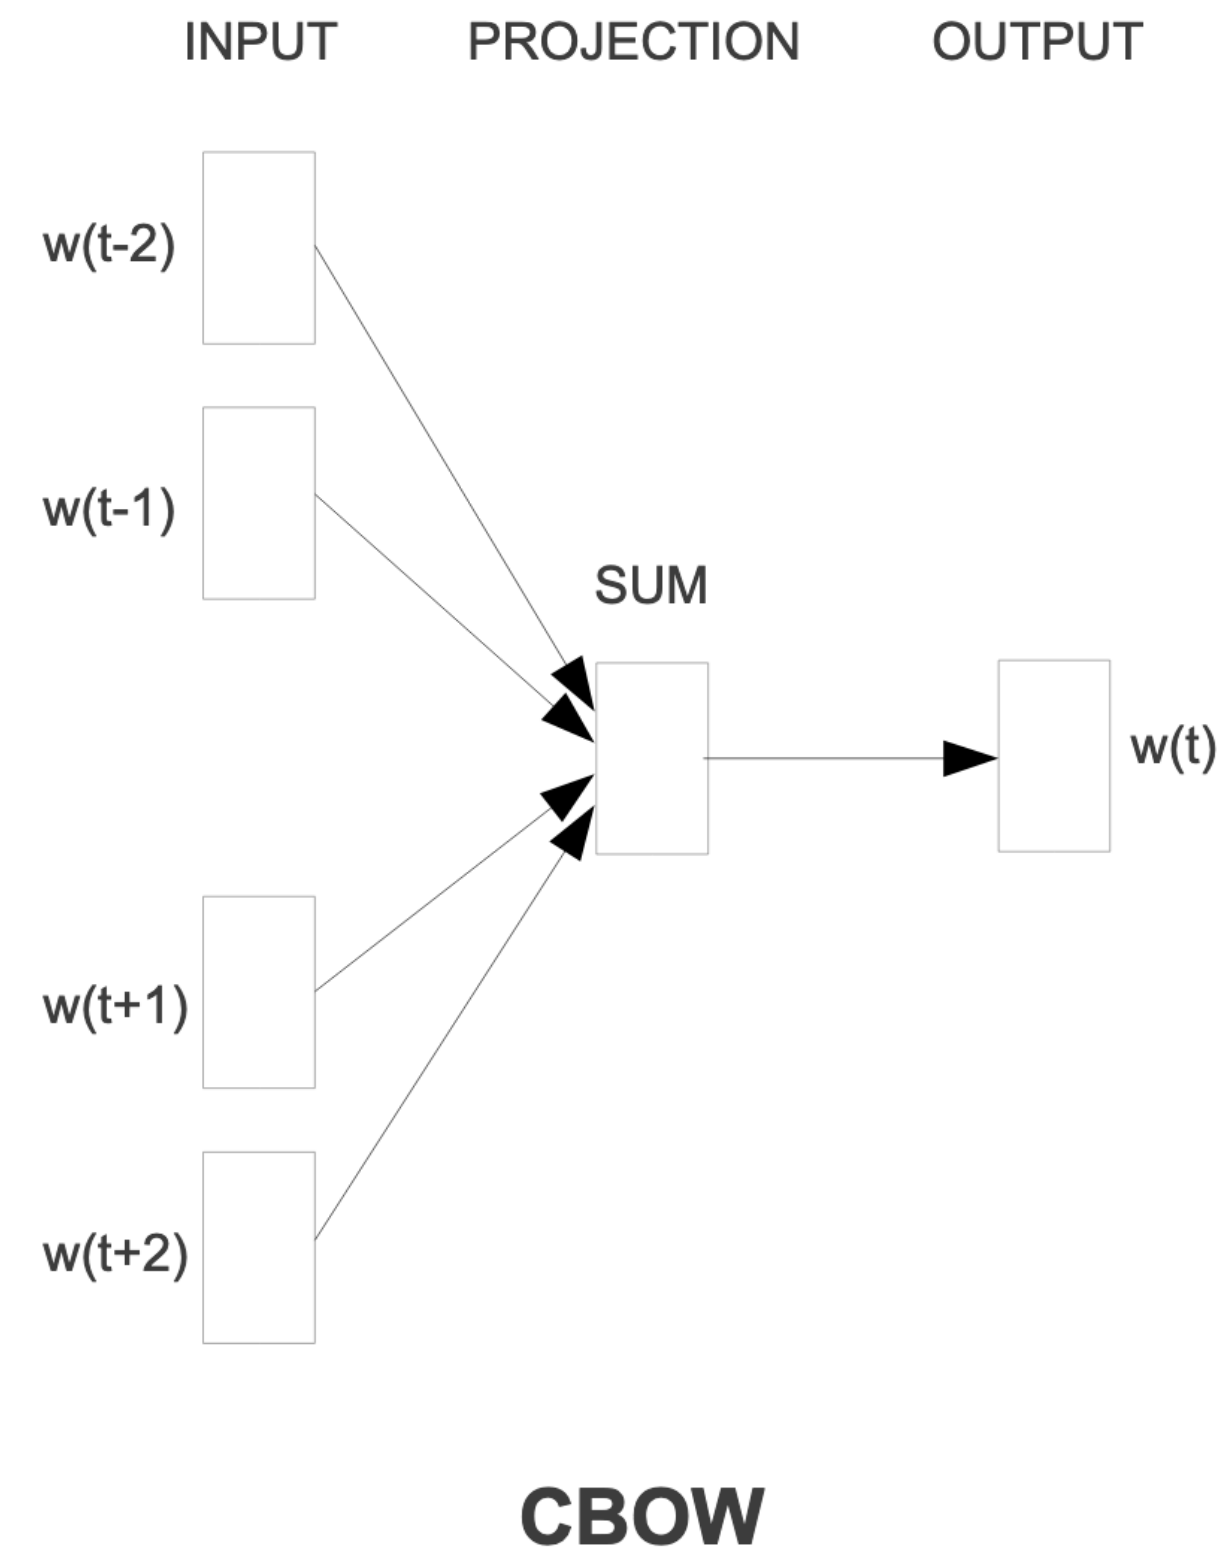 INPUT PROJECTION OUTPUT
w(t-2)
w(t-1)
SUM
w(t)
w(t+1)
w(t+2)
CBOW